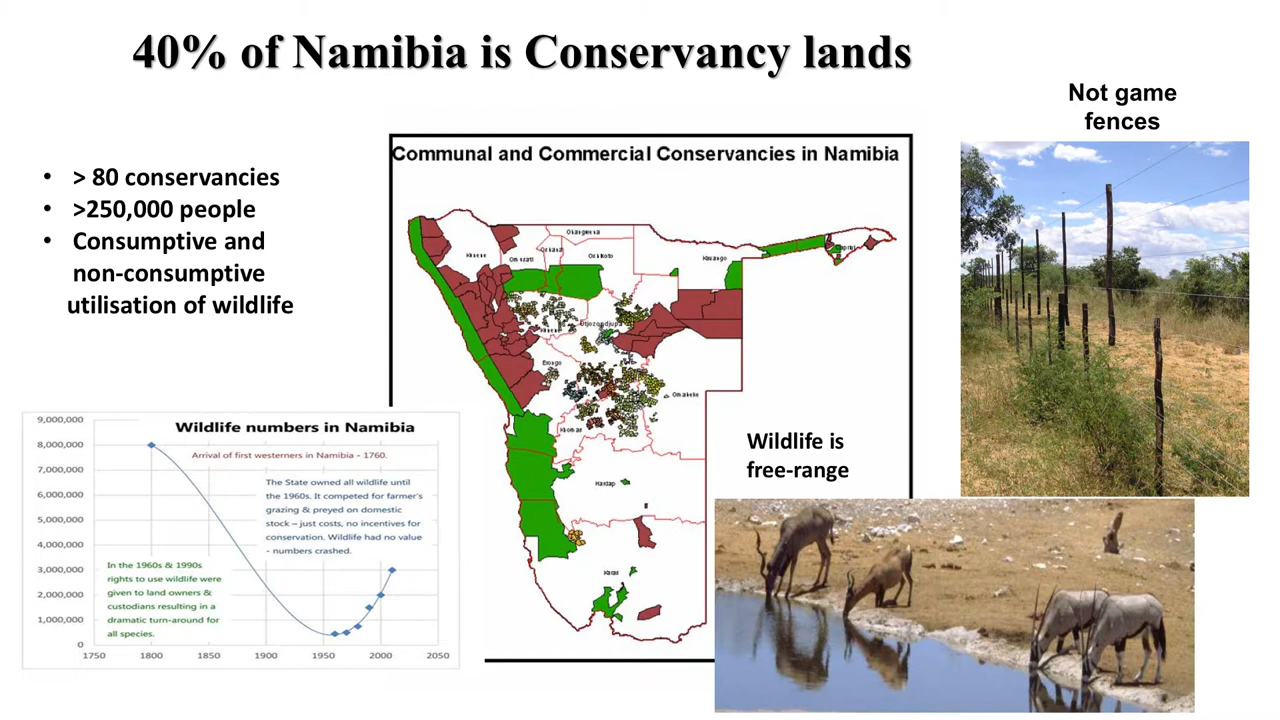 40% of Namibia is Conservancy lands
Not game
fences
• > 80 conservancies
• >250,000 people
• Consumptive and
non-consumptive
utilisation of wildlife
Communal and Commercial Conservancies in Namibia
Ohangwena
Kunene
Omusati
Oshana
Oshikoto
Kavango
Caprivi
Kunene
Otjozondjupa
Erongo
Omaheke
Khomas
Hardap
Karas
Wildlife is
free-range
Wildlife numbers in Namibia
Arrival of first westerners in Namibia - 1760.
The State owned all wildlife until
the 1960s. It competed for farmer's
grazing & preyed on domestic
stock – just costs, no incentives for
conservation. Wildlife had no value
- numbers crashed.
In the 1960s & 1990s
rights to use wildlife were
given to land owners &
custodians resulting in a
dramatic turn-around for
all species.
9,000,000
8,000,000
7,000,000
6,000,000
5,000,000
4,000,000
3,000,000
2,000,000
1,000,000
0
1750 1800 1850 1900 1950 2000 2050